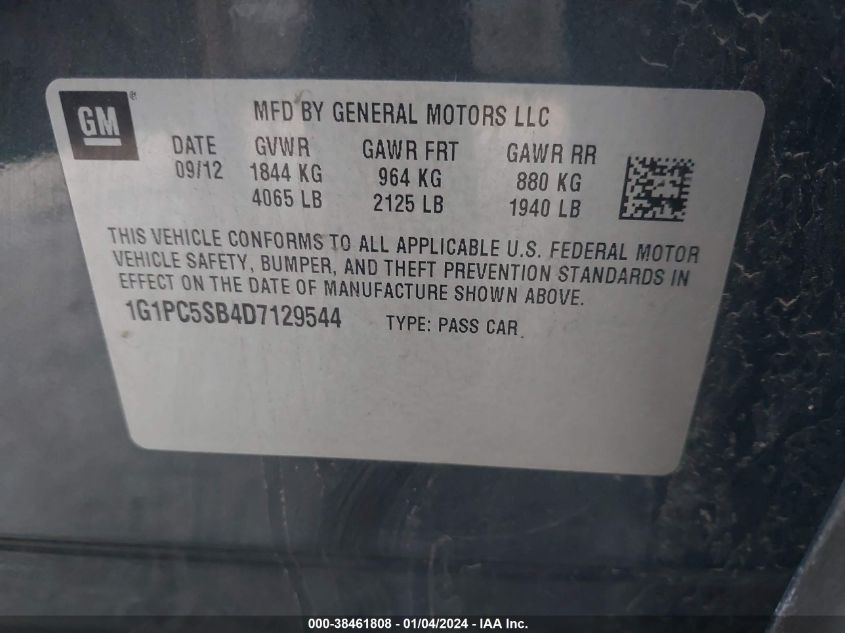 GM®
MFD BY GENERAL MOTORS LLC
DATE GVWR GAWR FRT GAWR RR
09/12 1844 KG 964 KG 880 KG
4065 LB 2125 LB 1940 LB
THIS VEHICLE CONFORMS TO ALL APPLICABLE U.S. FEDERAL MOTOR
VEHICLE SAFETY, BUMPER, AND THEFT PREVENTION STANDARDS IN
EFFECT ON THE DATE OF MANUFACTURE SHOWN ABOVE.
1G1PC5SB4D7129544 TYPE: PASS CAR
000-38461808 - 01/04/2024 - IAA Inc.